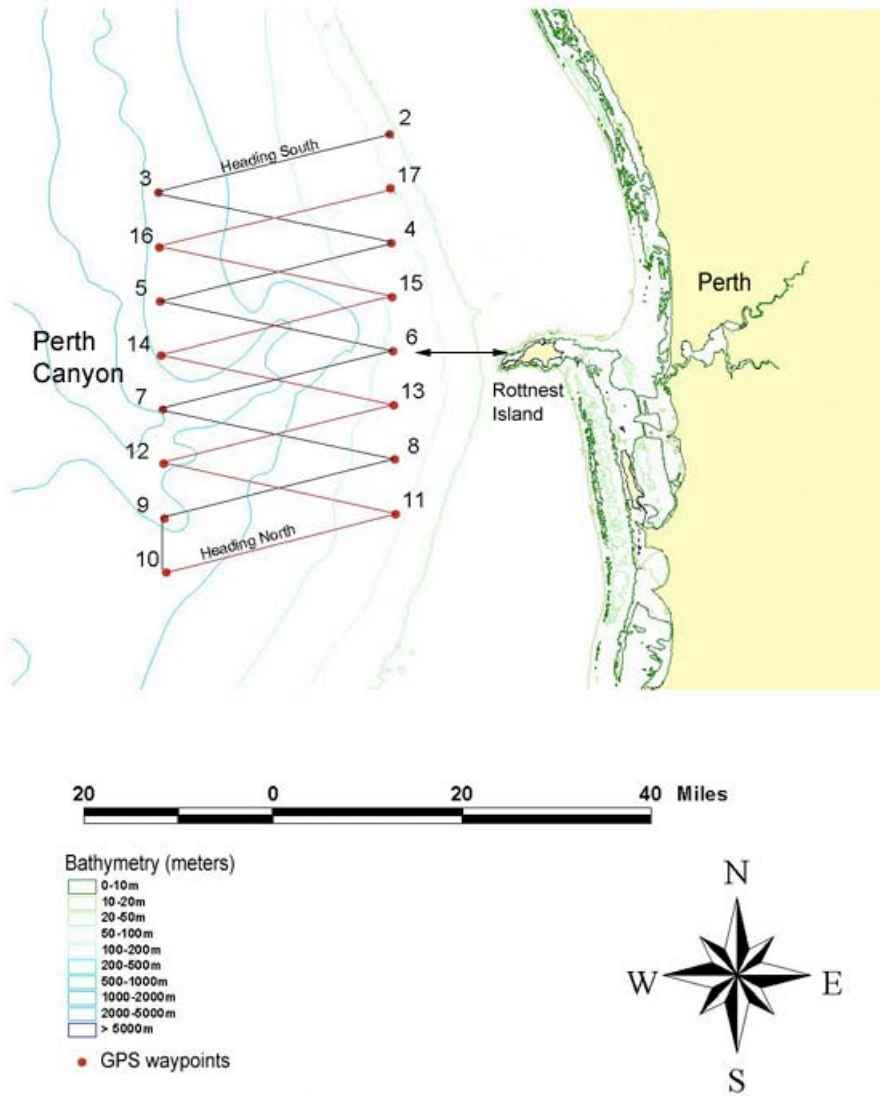 2
Heading South
3
17
16
4
15
5
Perth
Perth
Canyon
14
6
Rottnest
Island
7
13
12
8
9
11
Heading North
10
20 0 20 40 Miles
Bathymetry (meters)
0-10m
10-20m
20-50m
50-100m
100-200m
200-500m
500-1000m
1000-2000m
2000-5000m
> 5000m
GPS waypoints
N
W E
S